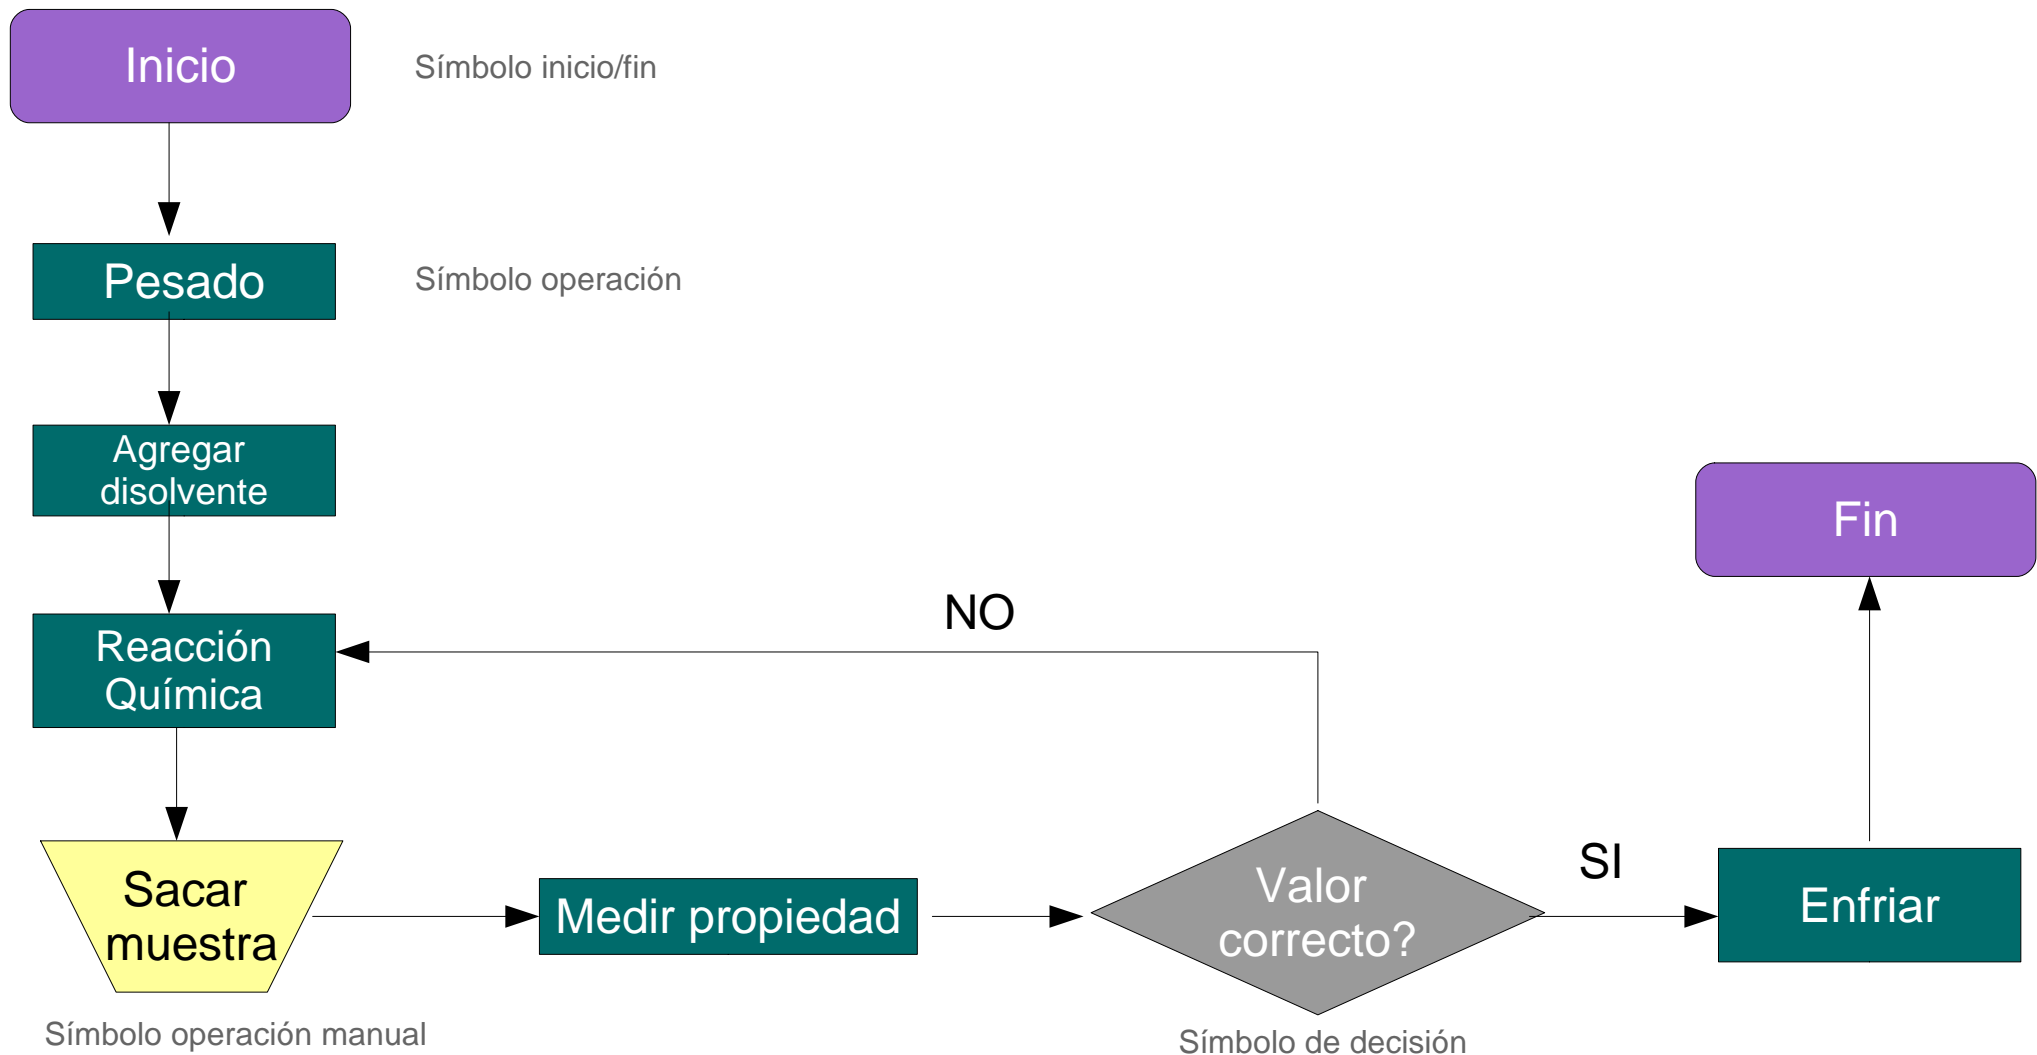 Inicio
Símbolo inicio/fin
Pesado
Símbolo operación
Agregar
disolvente
Reacción
Química
NO
Sacar
muestra
Símbolo operación manual
Medir propiedad
Valor
correcto?
Símbolo de decisión
SI
Enfriar
Fin